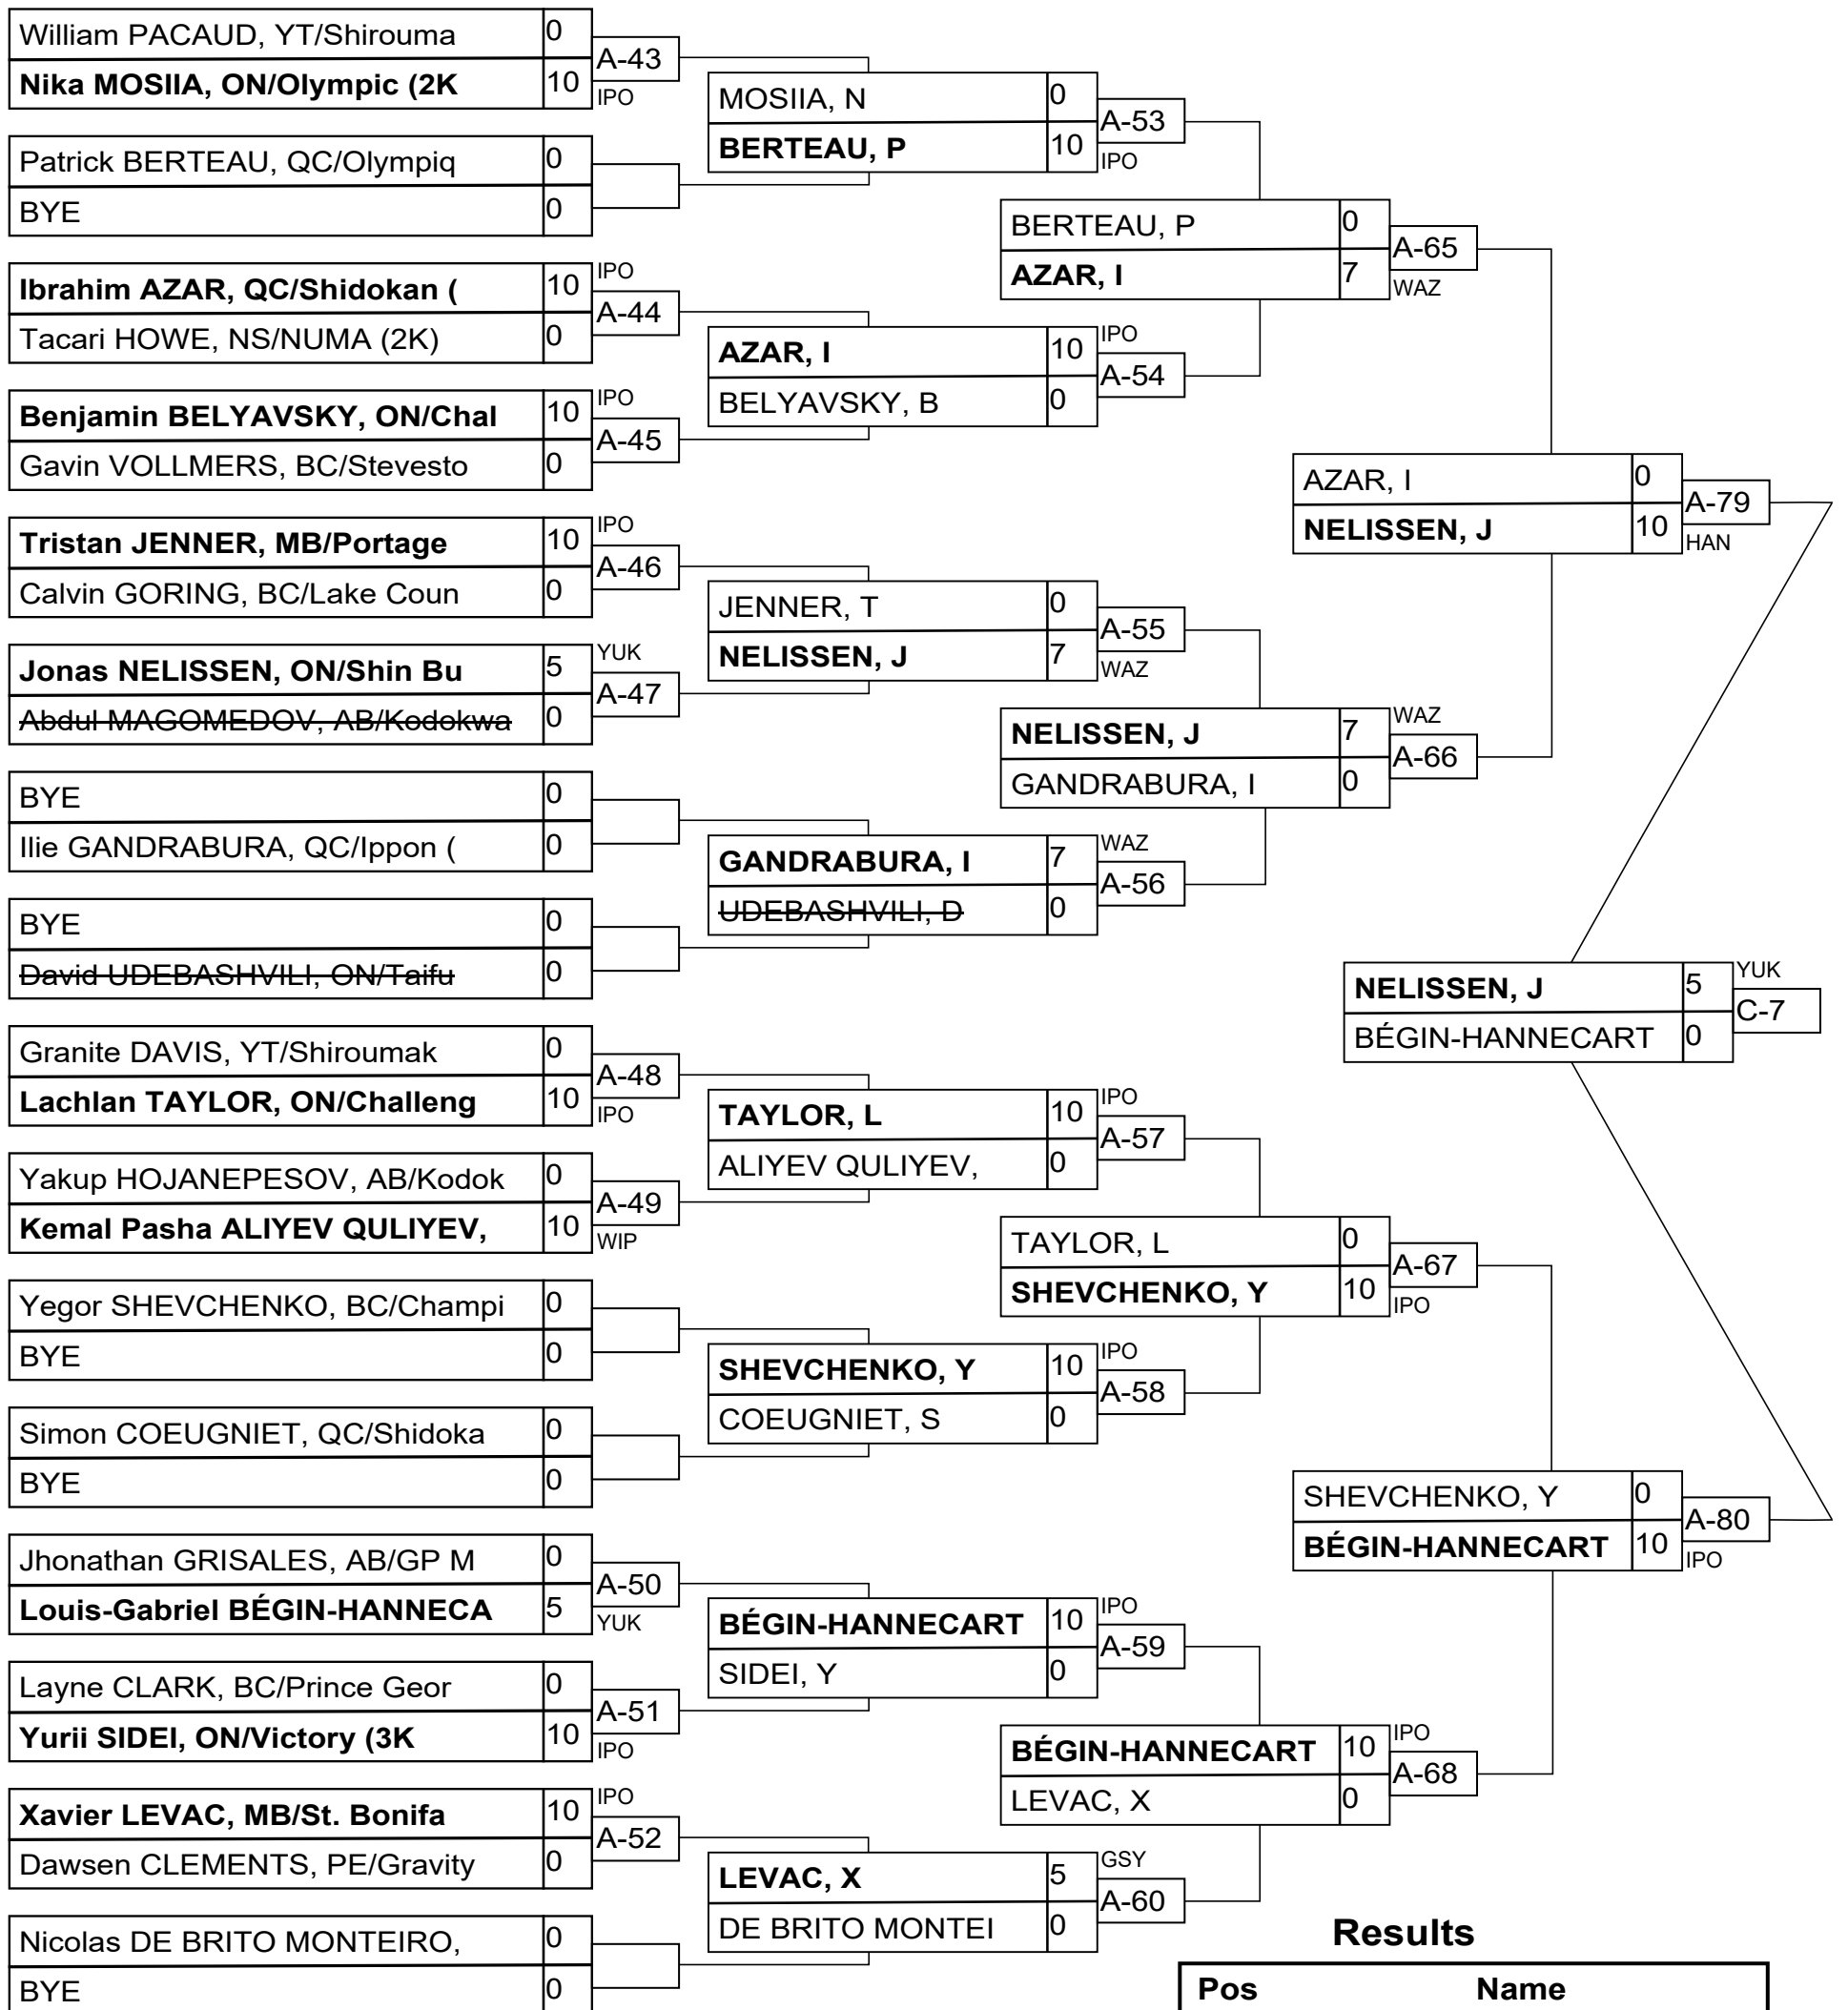 William PACAUD, YT/Shirouma 0
A-43
Nika MOSIIA, ON/Olympic (2K 10
IPO
Patrick BERTEAU, QC/Olympiq 0
BYE 0
Ibrahim AZAR, QC/Shidokan ( 10
IPO
A-44
Tacari HOWE, NS/NUMA (2K) 0
Benjamin BELYAVSKY, ON/Chal 10
IPO
A-45
Gavin VOLLMERS, BC/Stevesto 0
Tristan JENNER, MB/Portage 10
IPO
A-46
Calvin GORING, BC/Lake Coun 0
Jonas NELISSEN, ON/Shin Bu 5
YUK
A-47
Abdul MAGOMEDOV, AB/Kodokwa 0
BYE 0
Ilie GANDRABURA, QC/Ippon ( 0
BYE 0
David UDEBASHVILI, ON/Taifu 0
Granite DAVIS, YT/Shiroumak 0
A-48
Lachlan TAYLOR, ON/Challeng 10
IPO
Yakup HOJANEPESOV, AB/Kodok 0
A-49
Kemal Pasha ALIYEV QULIYEV, 10
WIP
Yegor SHEVCHENKO, BC/Champi 0
BYE 0
Simon COEUGNIET, QC/Shidoka 0
BYE 0
Jhonathan GRISALES, AB/GP M 0
A-50
Louis-Gabriel BÉGIN-HANNECA 5
YUK
Layne CLARK, BC/Prince Geor 0
A-51
Yurii SIDEI, ON/Victory (3K 10
IPO
Xavier LEVAC, MB/St. Bonifa 10
IPO
A-52
Dawsen CLEMENTS, PE/Gravity 0
Nicolas DE BRITO MONTEIRO, 0
BYE 0
MOSIIA, N 0
A-53
BERTEAU, P 10
IPO
AZAR, I 10
IPO
A-54
BELYAVSKY, B 0
JENNER, T 0
A-55
NELISSEN, J 7
WAZ
GANDRABURA, I 7
WAZ
A-56
UDEBASHVILI, D 0
TAYLOR, L 10
IPO
A-57
ALIYEV QULIYEV, 0
SHEVCHENKO, Y 10
IPO
A-58
COEUGNIET, S 0
BÉGIN-HANNECART 10
IPO
A-59
SIDEI, Y 0
LEVAC, X 5
GSY
A-60
DE BRITO MONTEI 0
BERTEAU, P 0
A-65
AZAR, I 7
WAZ
NELISSEN, J 7
WAZ
A-66
GANDRABURA, I 0
TAYLOR, L 0
A-67
SHEVCHENKO, Y 10
IPO
BÉGIN-HANNECART 10
IPO
A-68
LEVAC, X 0
AZAR, I 0
A-79
NELISSEN, J 10
HAN
SHEVCHENKO, Y 0
A-80
BÉGIN-HANNECART 10
IPO
NELISSEN, J 5
YUK
C-7
BÉGIN-HANNECART 0
Results
Pos Name